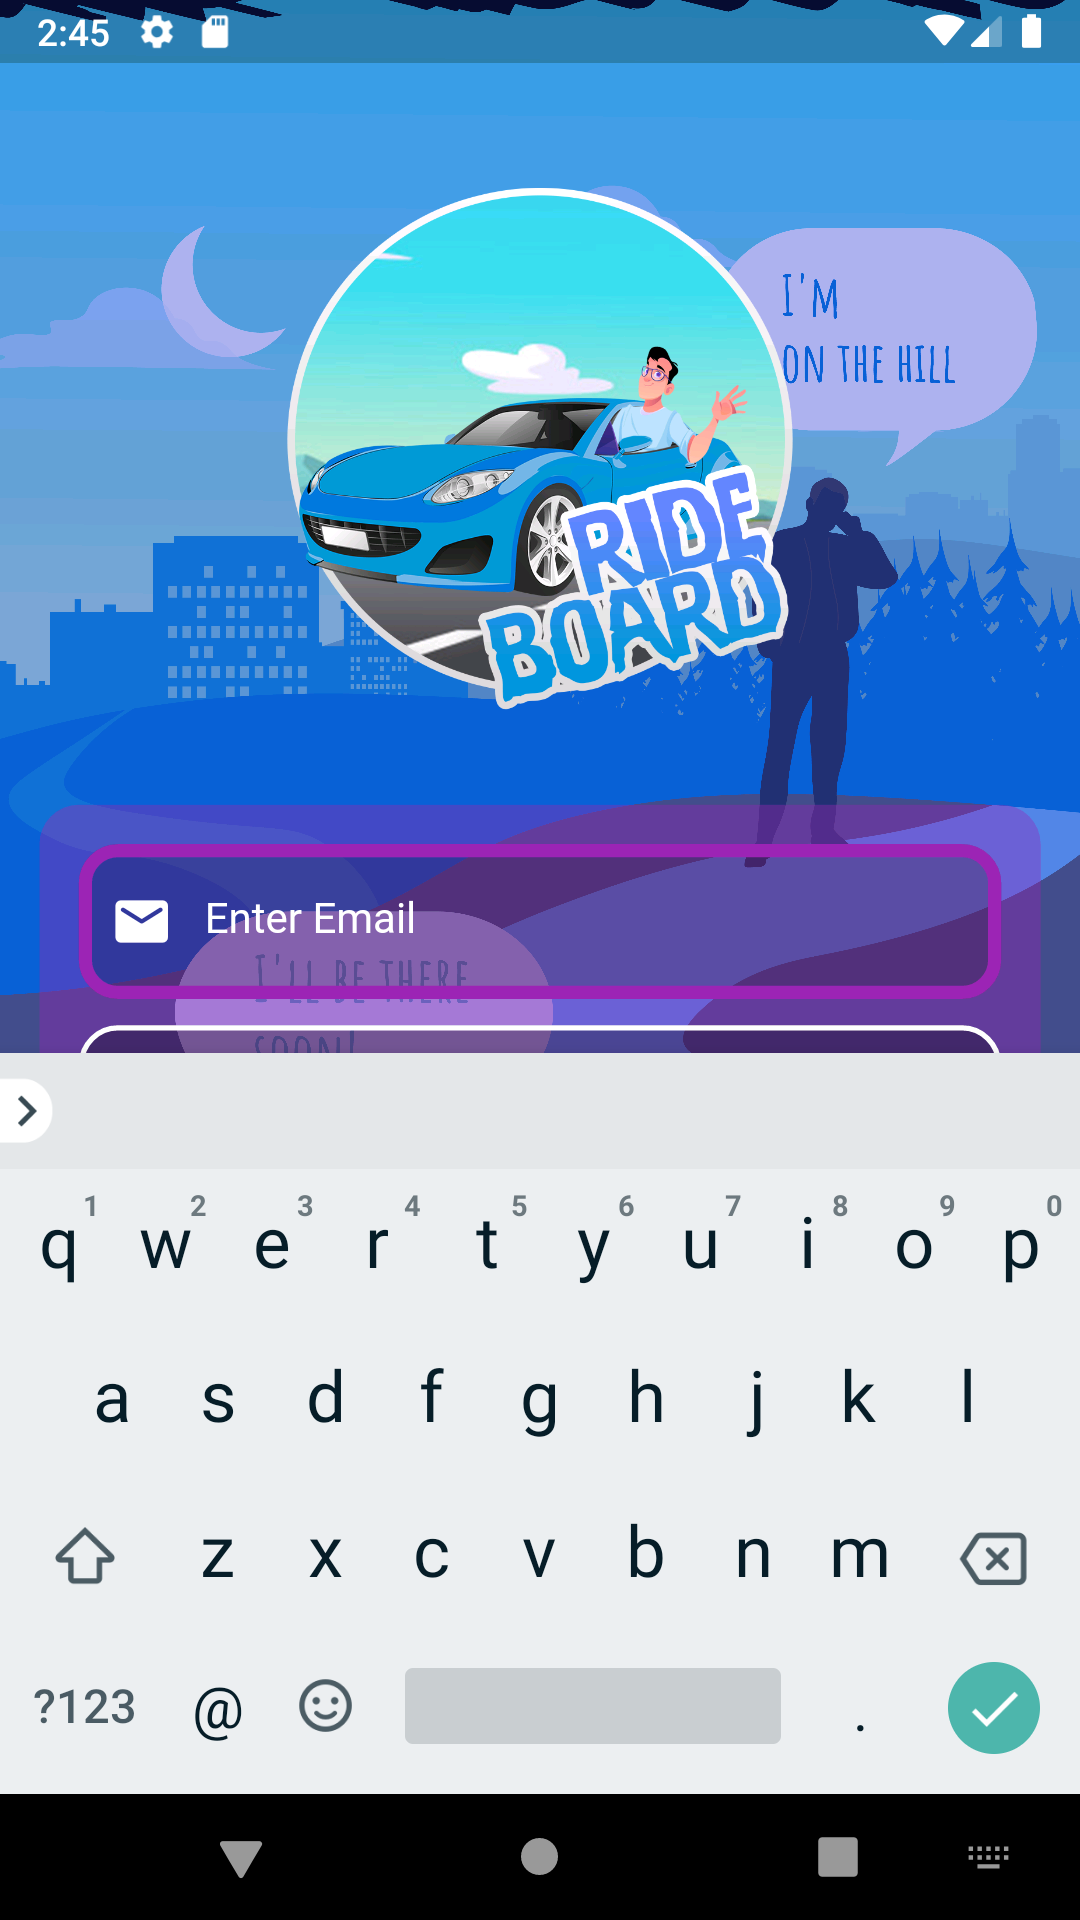 2:45
I'M
ON THE HILL
RIDE
BOARD
Enter Email
I'LL BE THERE
SOON!
1 2 3 4 5 6 7 8 9 0
q w e r t y u i o p
a s d f g h j k l
z x c v b n m
?123 @ .